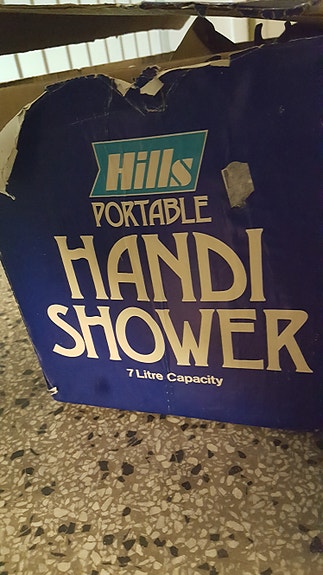 Hills
PORTABLE
HANDI
SHOWER
7 Litre Capacity